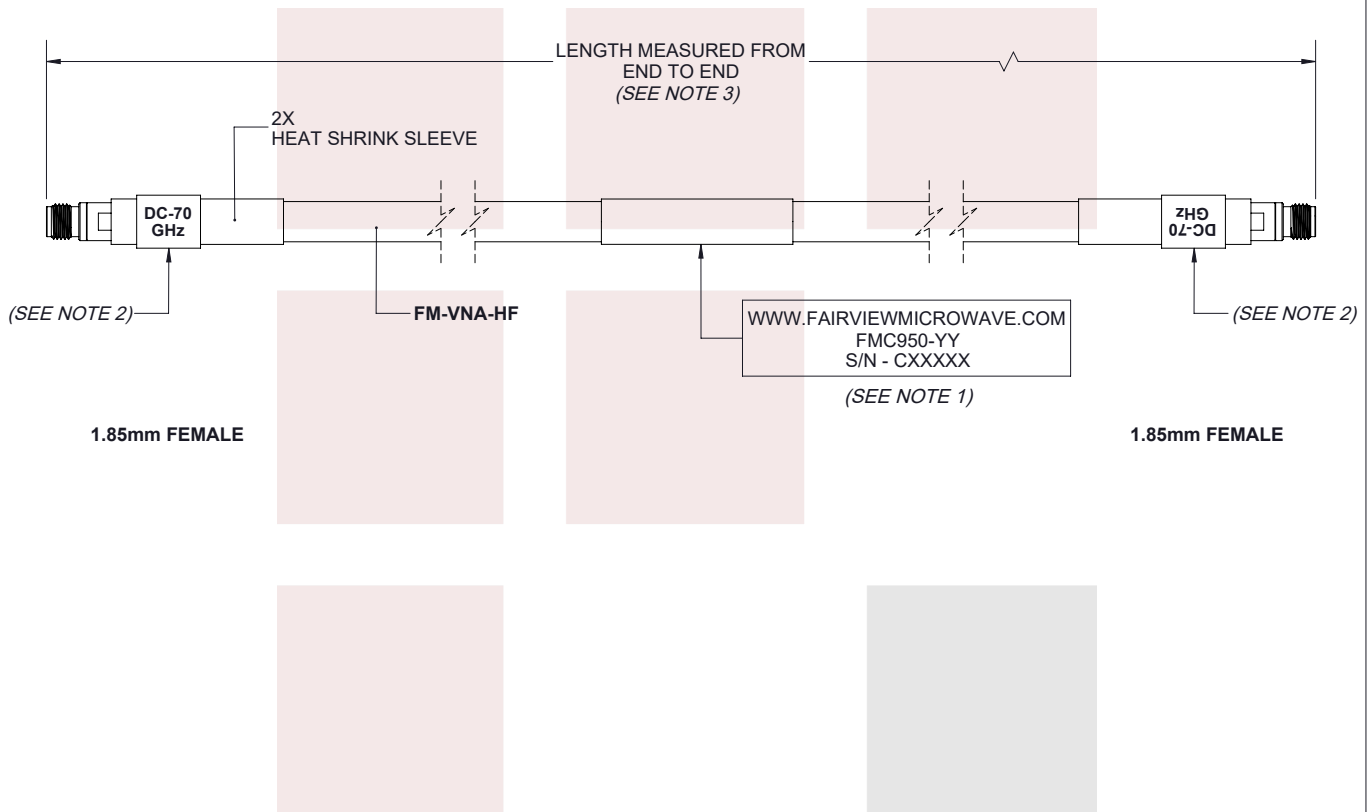 LENGTH MEASURED FROM
END TO END
(SEE NOTE 3)
2X
HEAT SHRINK SLEEVE
DC-70
GHz
DC-70
GHz
(SEE NOTE 2)
FM-VNA-HF
WWW.FAIRVIEWMICROWAVE.COM
FMC950-YY
S/N - CXXXXX
(SEE NOTE 1)
(SEE NOTE 2)
1.85mm FEMALE
1.85mm FEMALE